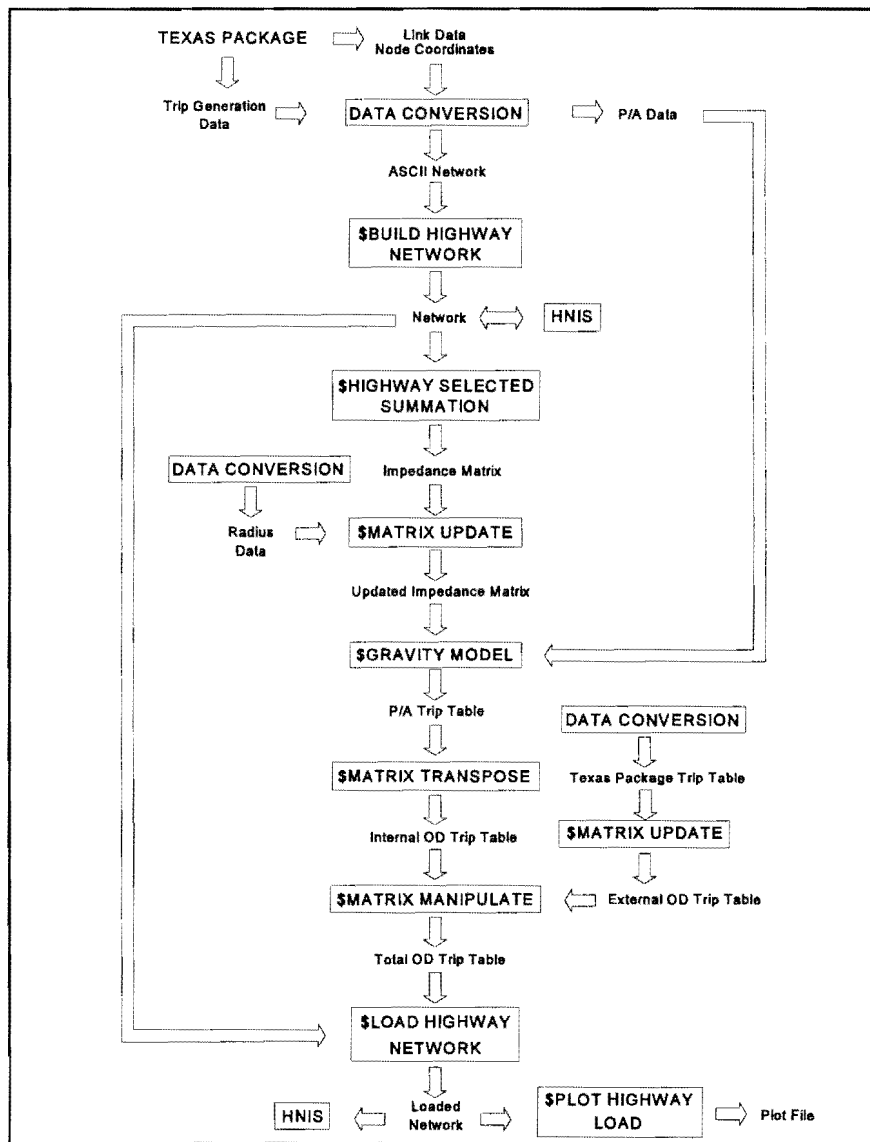 TEXAS PACKAGE
Link Data
Node Coordinates
Trip Generation
Data
DATA CONVERSION
P/A Data
ASCII Network
$BUILD HIGHWAY
NETWORK
Network
HNIS
$HIGHWAY SELECTED
SUMMATION
DATA CONVERSION
Impedance Matrix
Radius
Data
$MATRIX UPDATE
Updated Impedance Matrix
$GRAVITY MODEL
P/A Trip Table
DATA CONVERSION
$MATRIX TRANSPOSE
Texas Package Trip Table
Internal OD Trip Table
$MATRIX UPDATE
$MATRIX MANIPULATE
External OD Trip Table
Total OD Trip Table
$LOAD HIGHWAY
NETWORK
HNIS
Loaded
Network
$PLOT HIGHWAY
LOAD
Plot File